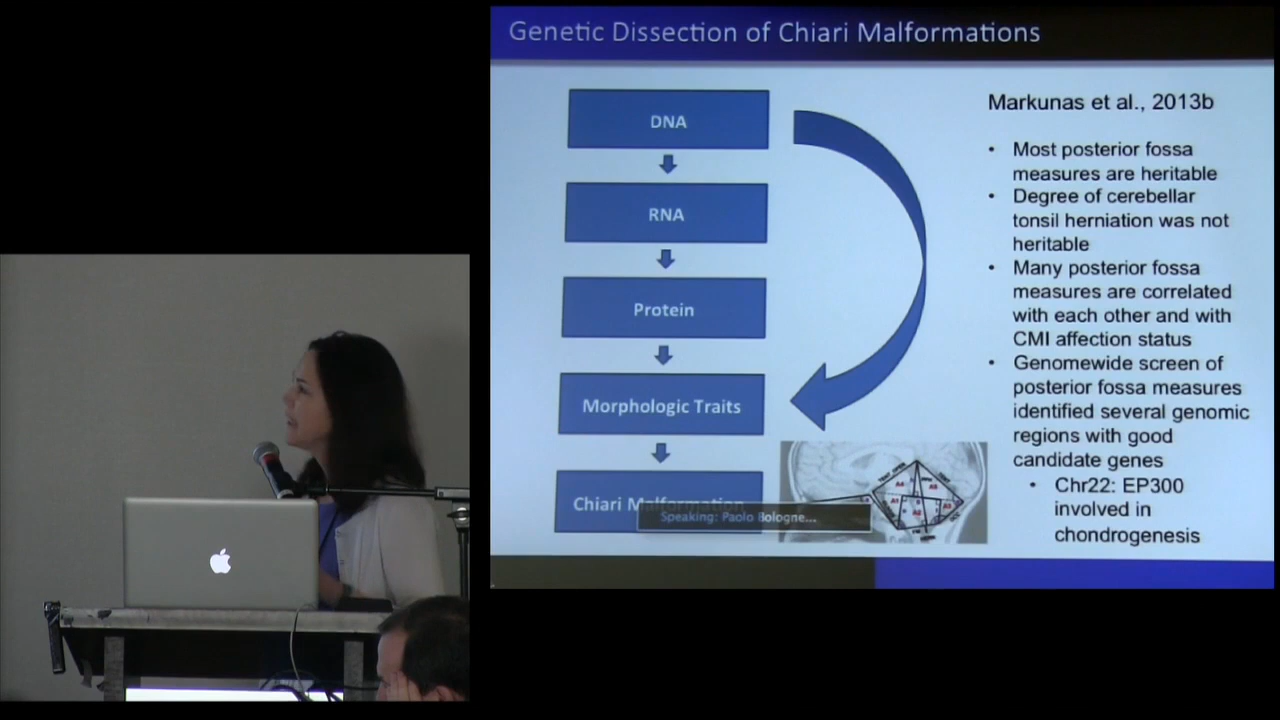 Genetic Dissection of Chiari Malformations
DNA
RNA
Protein
Morphologic Traits
Chiari Malformation
Speaking: Paolo Bologne...
Markunas et al., 2013b
• Most posterior fossa
measures are heritable
• Degree of cerebellar
tonsil herniation was not
heritable
• Many posterior fossa
measures are correlated
with each other and with
CMI affection status
• Genomewide screen of
posterior fossa measures
identified several genomic
regions with good
candidate genes
• Chr22: EP300
involved in
chondrogenesis